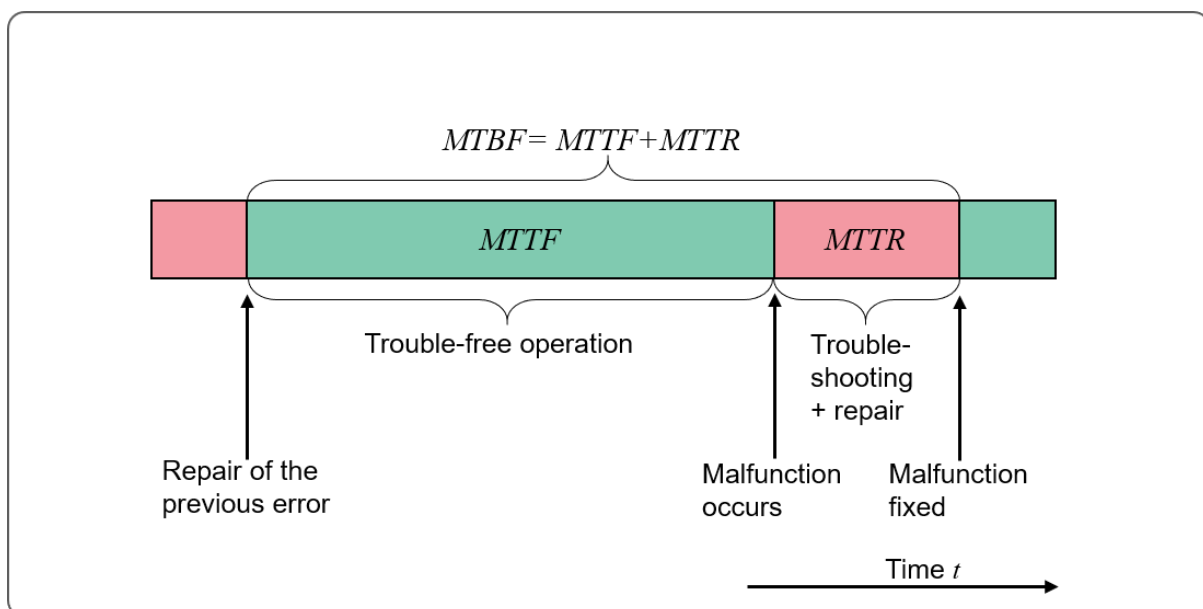 MTBF= MTTF+MTTR
MTTF
MTTR
Trouble-free operation
Trouble-
shooting
+ repair
Repair of the
previous error
Malfunction
occurs
Malfunction
fixed
Time t